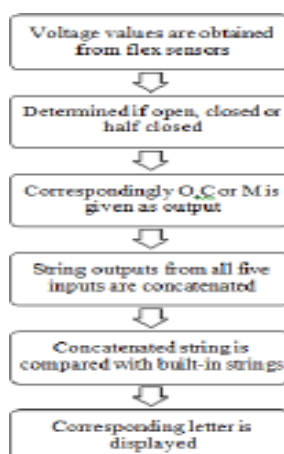 Voltage values are obtained
from flex sensors
Determined if open, closed or
half closed
Correspondingly O,C or M is
given as output
String outputs from all five
inputs are concatenated
Concatenated string is
compared with built-in strings
Corresponding letter is
displayed